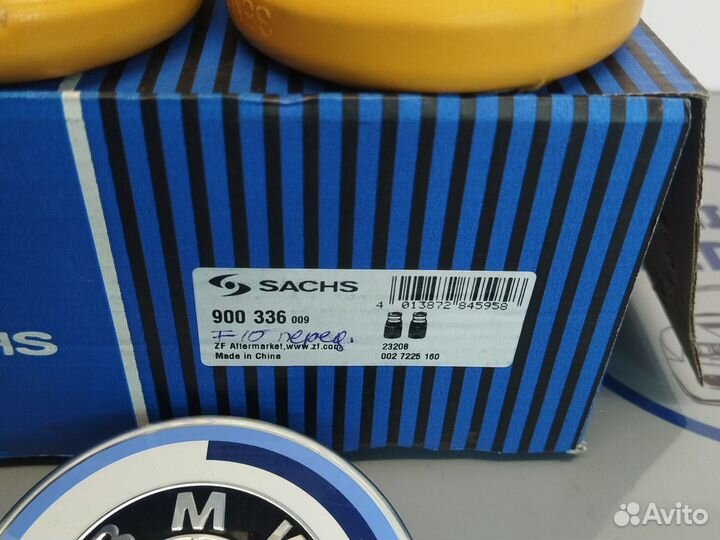 SACHS
4 013872 845958
900 336 009
F10 перед.
ZF Aftermarket,www.zf.com
23208
Made in China
002 7225 160
HS
B M
Avito